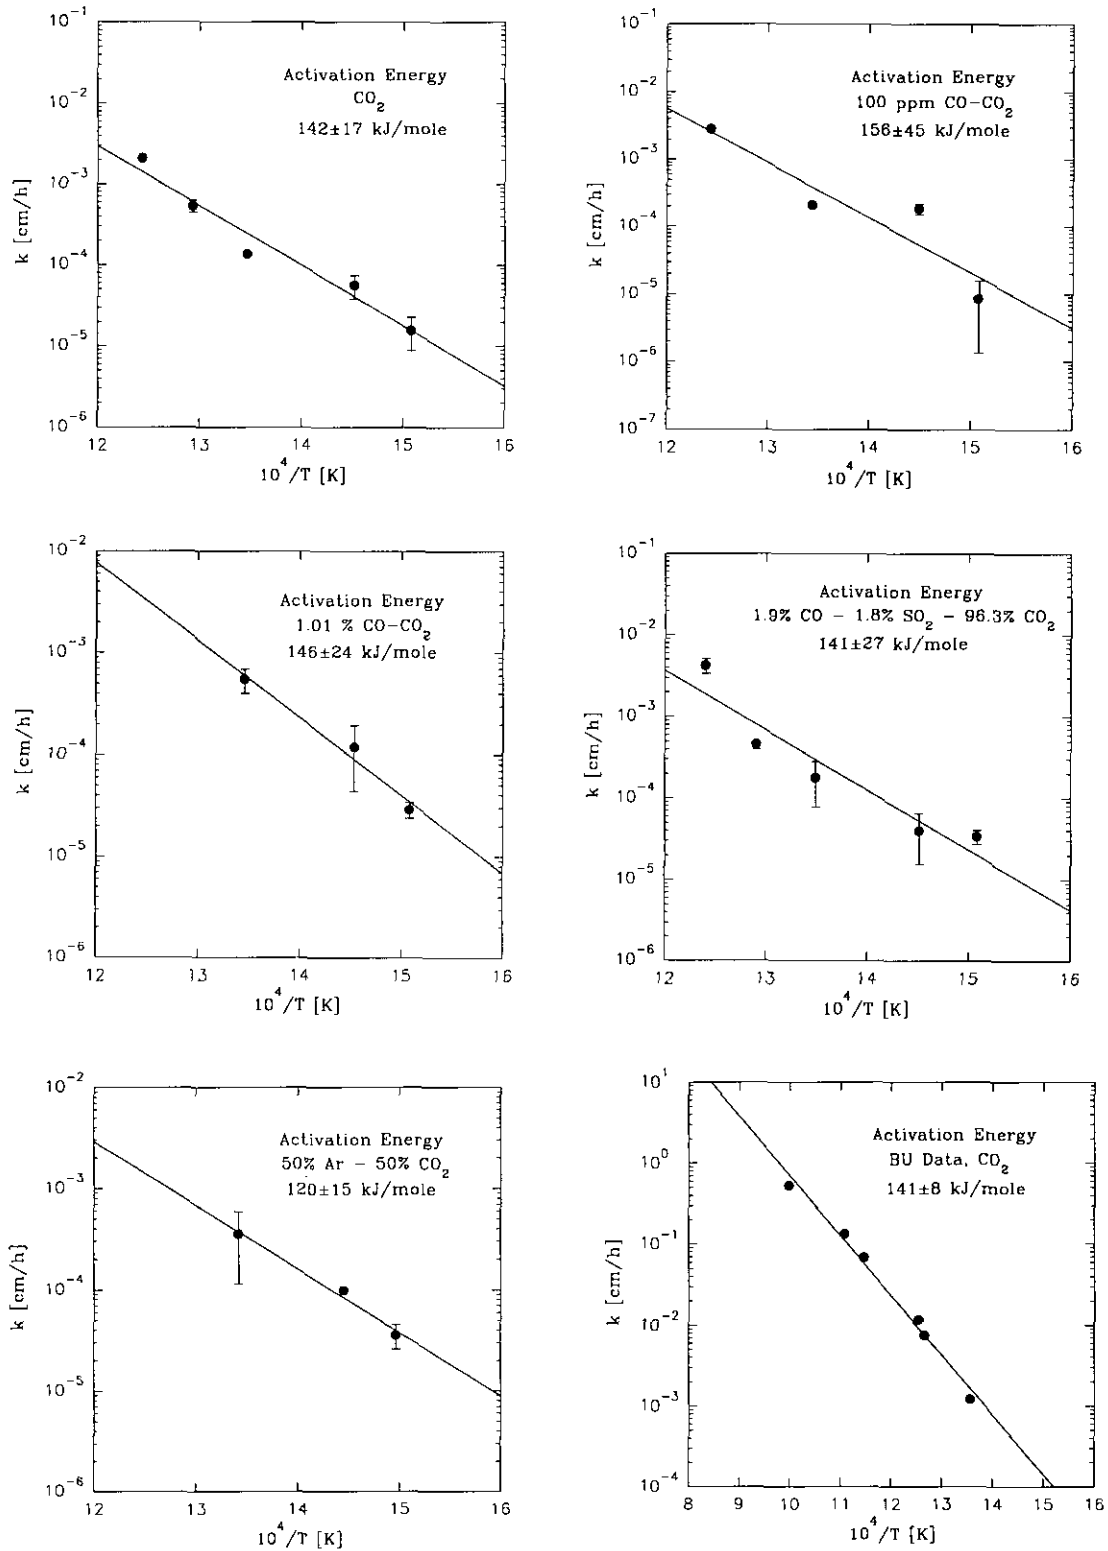 10⁻¹
10⁻²
10⁻³
10⁻⁴
10⁻⁵
10⁻⁶
k [cm/h]
Activation Energy
CO₂
142±17 kJ/mole
12 13 14 15 16
10⁴/T [K]
10⁻¹
10⁻²
10⁻³
10⁻⁴
10⁻⁵
10⁻⁶
10⁻⁷
k [cm/h]
Activation Energy
100 ppm CO-CO₂
156±45 kJ/mole
12 13 14 15 16
10⁴/T [K]
10⁻²
10⁻³
10⁻⁴
10⁻⁵
10⁻⁶
k [cm/h]
Activation Energy
1.01 % CO-CO₂
146±24 kJ/mole
12 13 14 15 16
10⁴/T [K]
10⁻¹
10⁻²
10⁻³
10⁻⁴
10⁻⁵
10⁻⁶
k [cm/h]
Activation Energy
1.9% CO - 1.8% SO₂ - 96.3% CO₂
141±27 kJ/mole
12 13 14 15 16
10⁴/T [K]
10⁻²
10⁻³
10⁻⁴
10⁻⁵
10⁻⁶
k [cm/h]
Activation Energy
50% Ar - 50% CO₂
120±15 kJ/mole
12 13 14 15 16
10⁴/T [K]
10¹
10⁰
10⁻¹
10⁻²
10⁻³
10⁻⁴
k [cm/h]
Activation Energy
BU Data, CO₂
141±8 kJ/mole
8 9 10 11 12 13 14 15 16
10⁴/T [K]